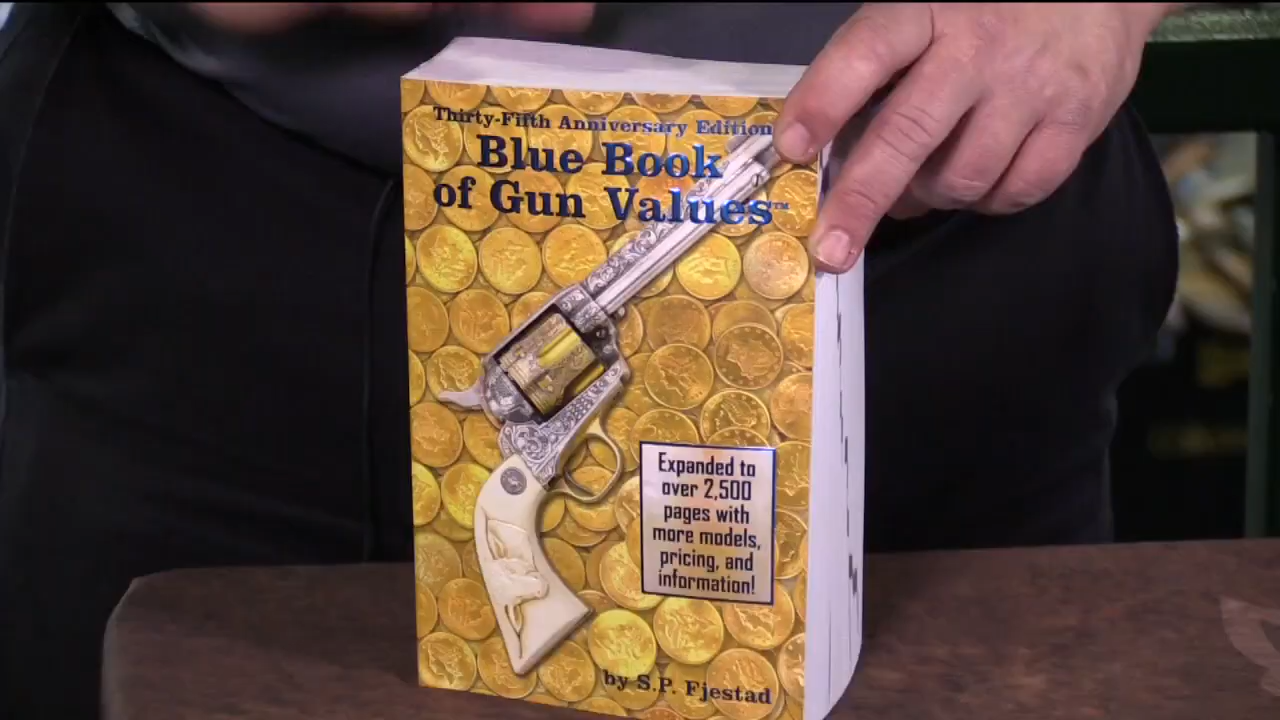 Thirty-Fifth Anniversary Edition
Blue Book
of Gun Values™
Expanded to
over 2,500
pages with
more models,
pricing, and
information!
by S.P. Fjestad